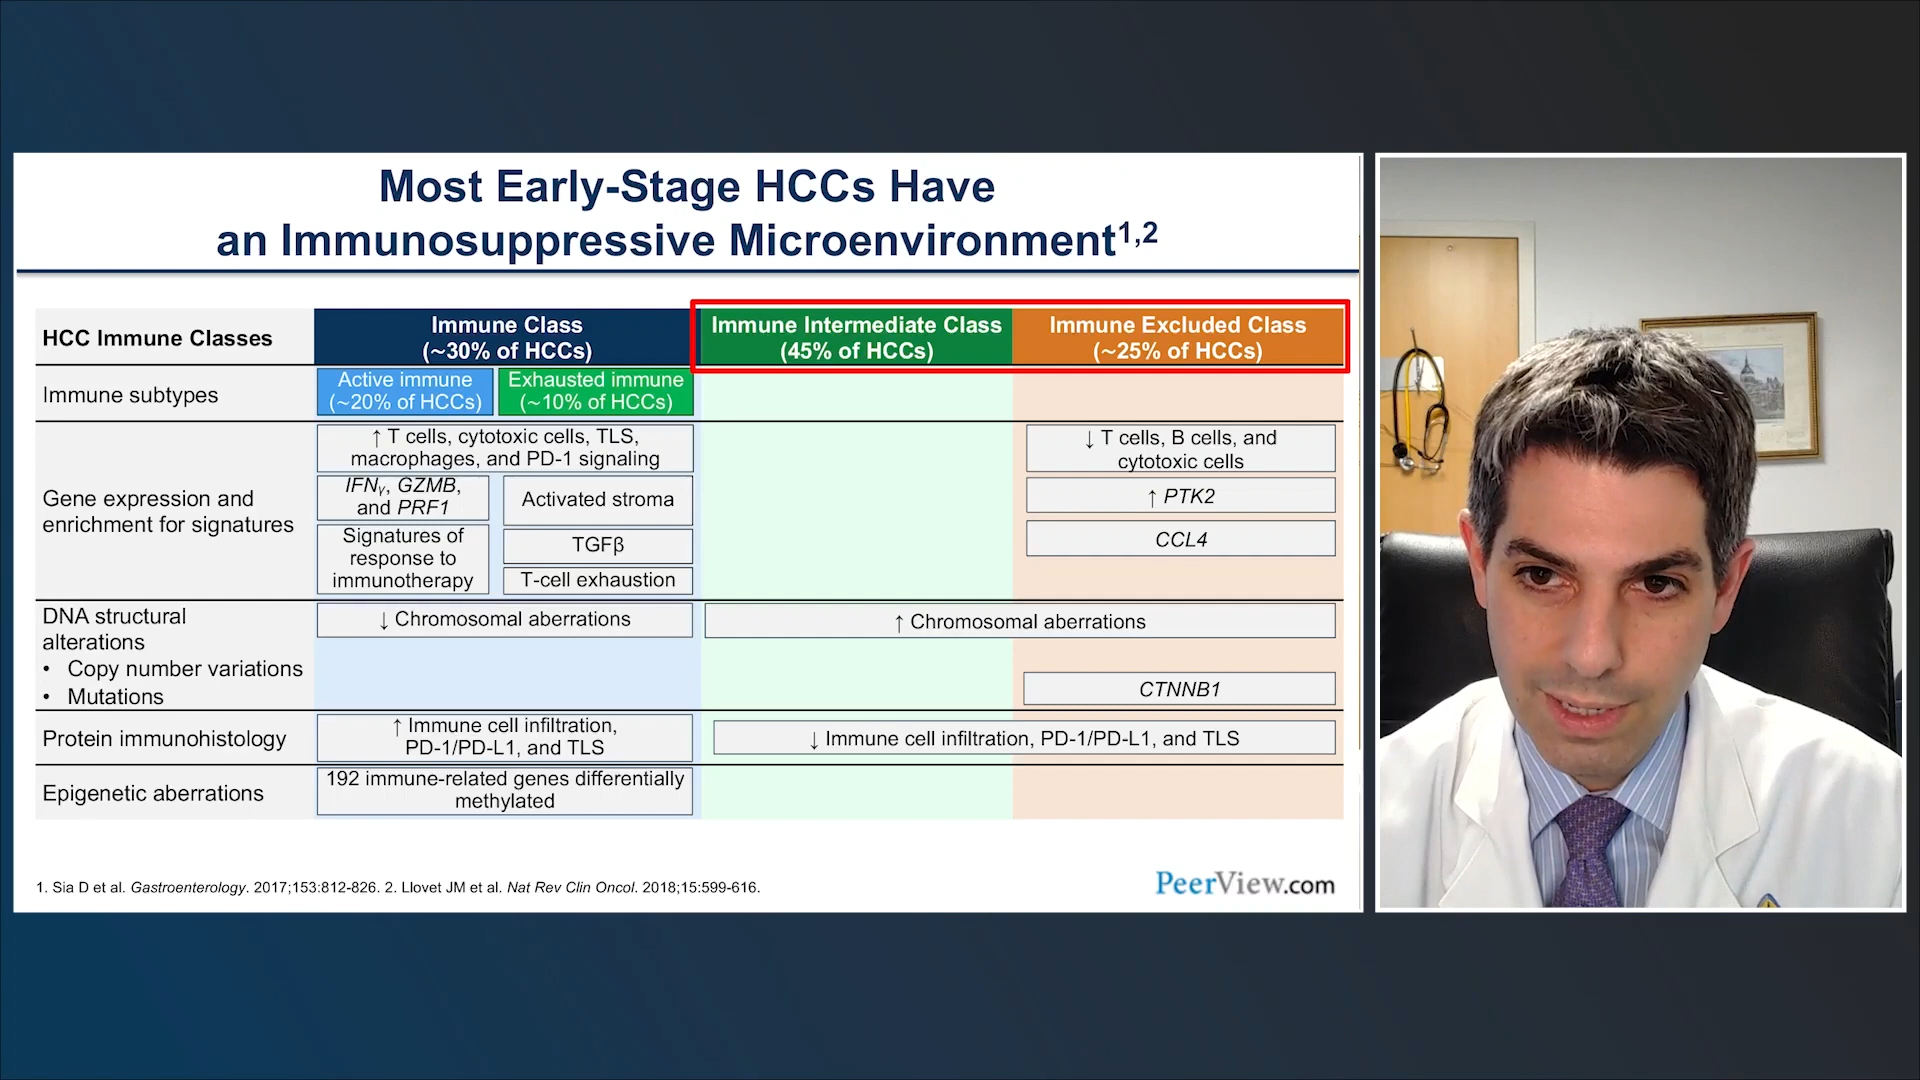 Most Early-Stage HCCs Have
an Immunosuppressive Microenvironment1,2
HCC Immune Classes
Immune Class
(~30% of HCCs)
Immune Intermediate Class
(45% of HCCs)
Immune Excluded Class
(~25% of HCCs)
Immune subtypes
Active immune
(~20% of HCCs)
Exhausted immune
(~10% of HCCs)
Gene expression and
enrichment for signatures
↑ T cells, cytotoxic cells, TLS,
macrophages, and PD-1 signaling
IFNγ, GZMB,
and PRF1
Signatures of
response to
immunotherapy
Activated stroma
TGFβ
T-cell exhaustion
↓ T cells, B cells, and
cytotoxic cells
↑ PTK2
CCL4
DNA structural
alterations
• Copy number variations
• Mutations
↓ Chromosomal aberrations
↑ Chromosomal aberrations
CTNNB1
Protein immunohistology
↑ Immune cell infiltration,
PD-1/PD-L1, and TLS
↓ Immune cell infiltration, PD-1/PD-L1, and TLS
Epigenetic aberrations
192 immune-related genes differentially
methylated
1. Sia D et al. Gastroenterology. 2017;153:812-826. 2. Llovet JM et al. Nat Rev Clin Oncol. 2018;15:599-616.
PeerView.com